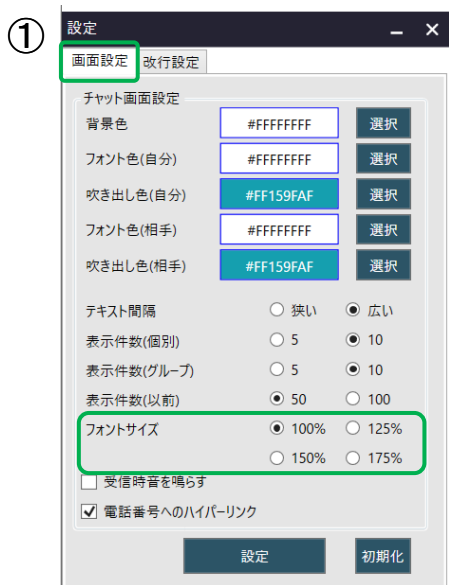 ①
設定
画面設定 改行設定
チャット画面設定
背景色 #FFFFFFFF 選択
フォント色(自分) #FFFFFFFF 選択
吹き出し色(自分) #FF159FAF 選択
フォント色(相手) #FFFFFFFF 選択
吹き出し色(相手) #FF159FAF 選択
テキスト間隔 狭い 広い
表示件数(個別) 5 10
表示件数(グループ) 5 10
表示件数(以前) 50 100
フォントサイズ 100% 125%
150% 175%
受信時音を鳴らす
電話番号へのハイパーリンク
設定 初期化